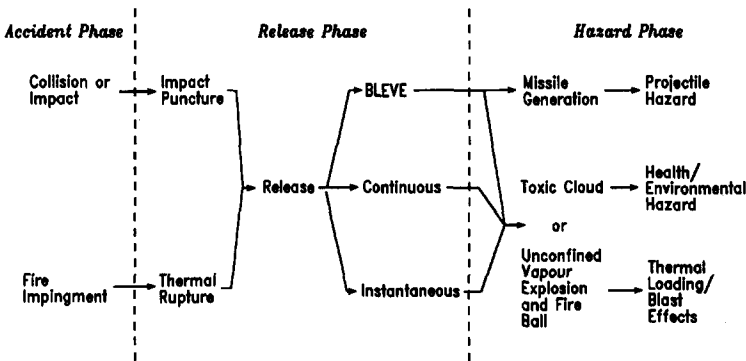 Accident Phase
Release Phase
Hazard Phase
Collision or
Impact
Impact
Puncture
BLEVE
Missile
Generation
Projectile
Hazard
Release
Continuous
Toxic Cloud
Health/
Environmental
Hazard
or
Fire
Impingment
Thermal
Rupture
Instantaneous
Unconfined
Vapour
Explosion
and Fire
Ball
Thermal
Loading/
Blast
Effects